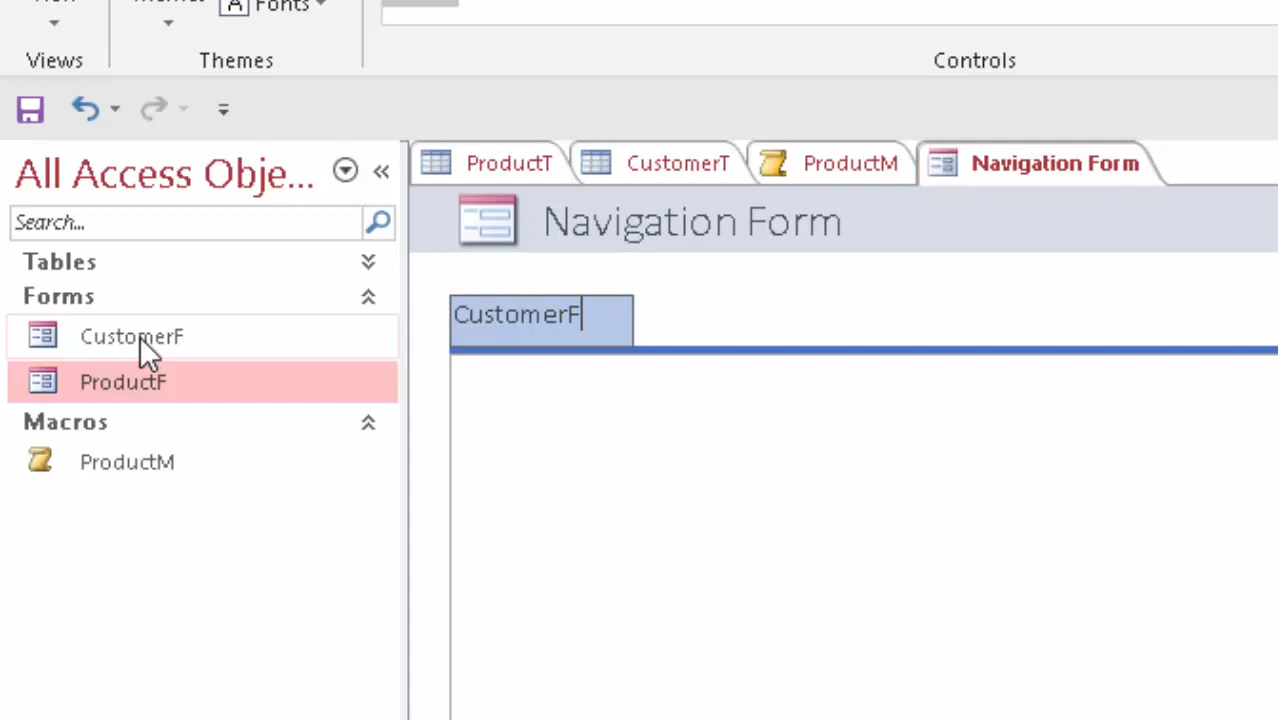 Fonts
Views
Themes
Controls
All Access Obje...
ProductT
CustomerT
ProductM
Navigation Form
Search...
Navigation Form
Tables
Forms
CustomerF
CustomerF
ProductF
Macros
ProductM